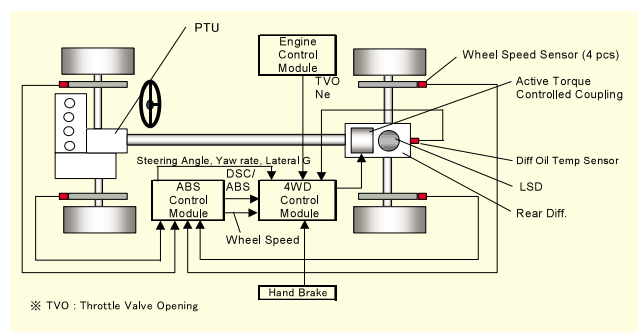 PTU
Engine
Control
Module
Wheel Speed Sensor (4 pcs)
TVO
Ne
Active Torque
Controlled Coupling
Steering Angle, Yaw rate, Lateral G
Diff Oil Temp Sensor
DSC/
ABS
ABS
Control
Module
4WD
Control
Module
LSD
Rear Diff.
Wheel Speed
Hand Brake
※ TVO : Throttle Valve Opening